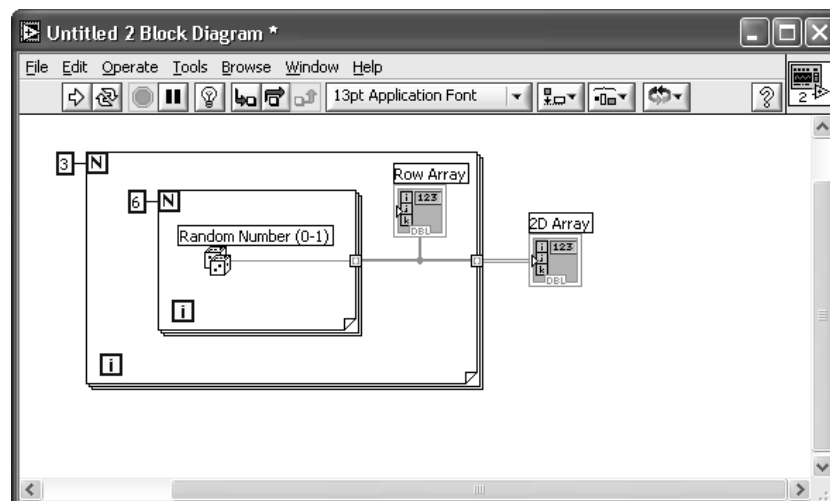 Untitled 2 Block Diagram *
File Edit Operate Tools Browse Window Help
13pt Application Font
?
2
3 N
Row Array
i 123
j
k
DBL
6 N
Random Number (0-1)
2D Array
i 123
j
k
DBL
i
i